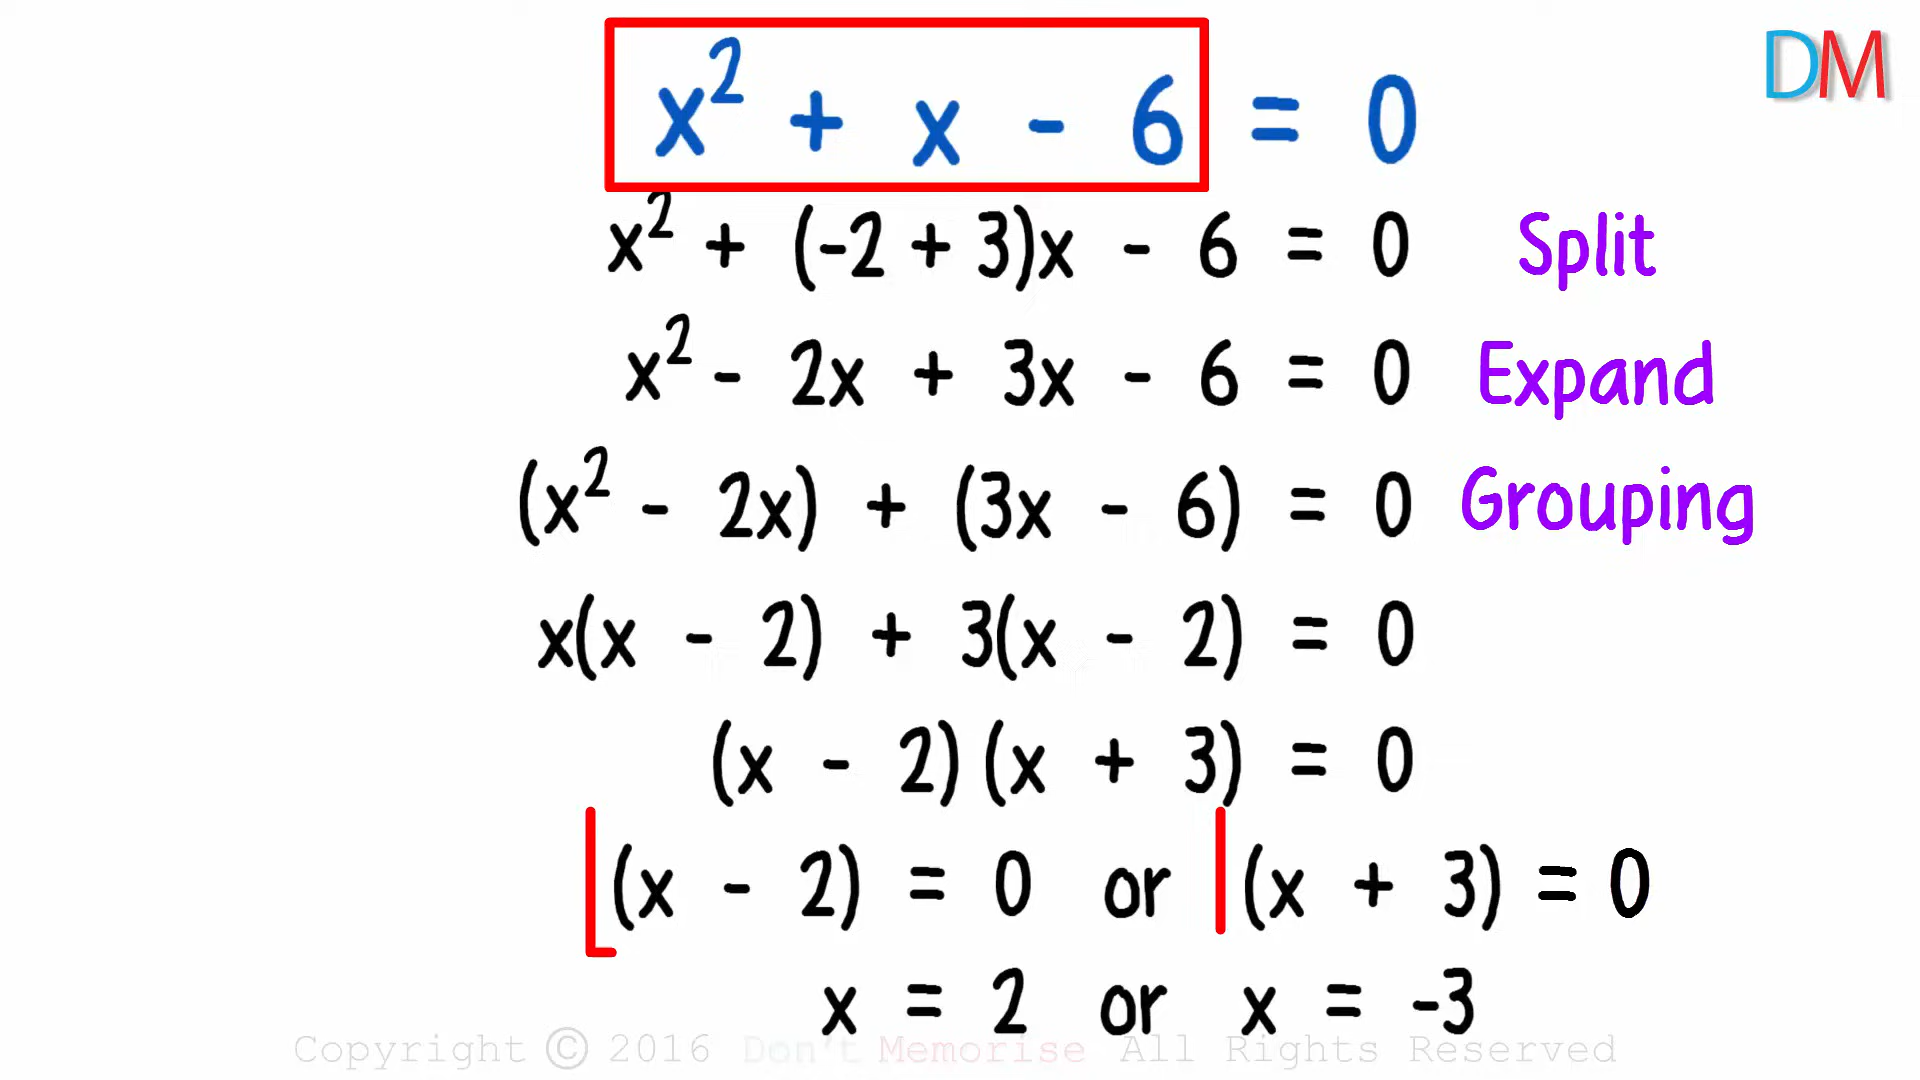 DM
x² + x - 6 = 0
x² + (-2 + 3)x - 6 = 0 Split
x² - 2x + 3x - 6 = 0 Expand
(x² - 2x) + (3x - 6) = 0 Grouping
x(x - 2) + 3(x - 2) = 0
(x - 2) (x + 3) = 0
(x - 2) = 0 or (x + 3) = 0
x = 2 or x = -3
Copyright © 2016 Don't Memorise All Rights Reserved